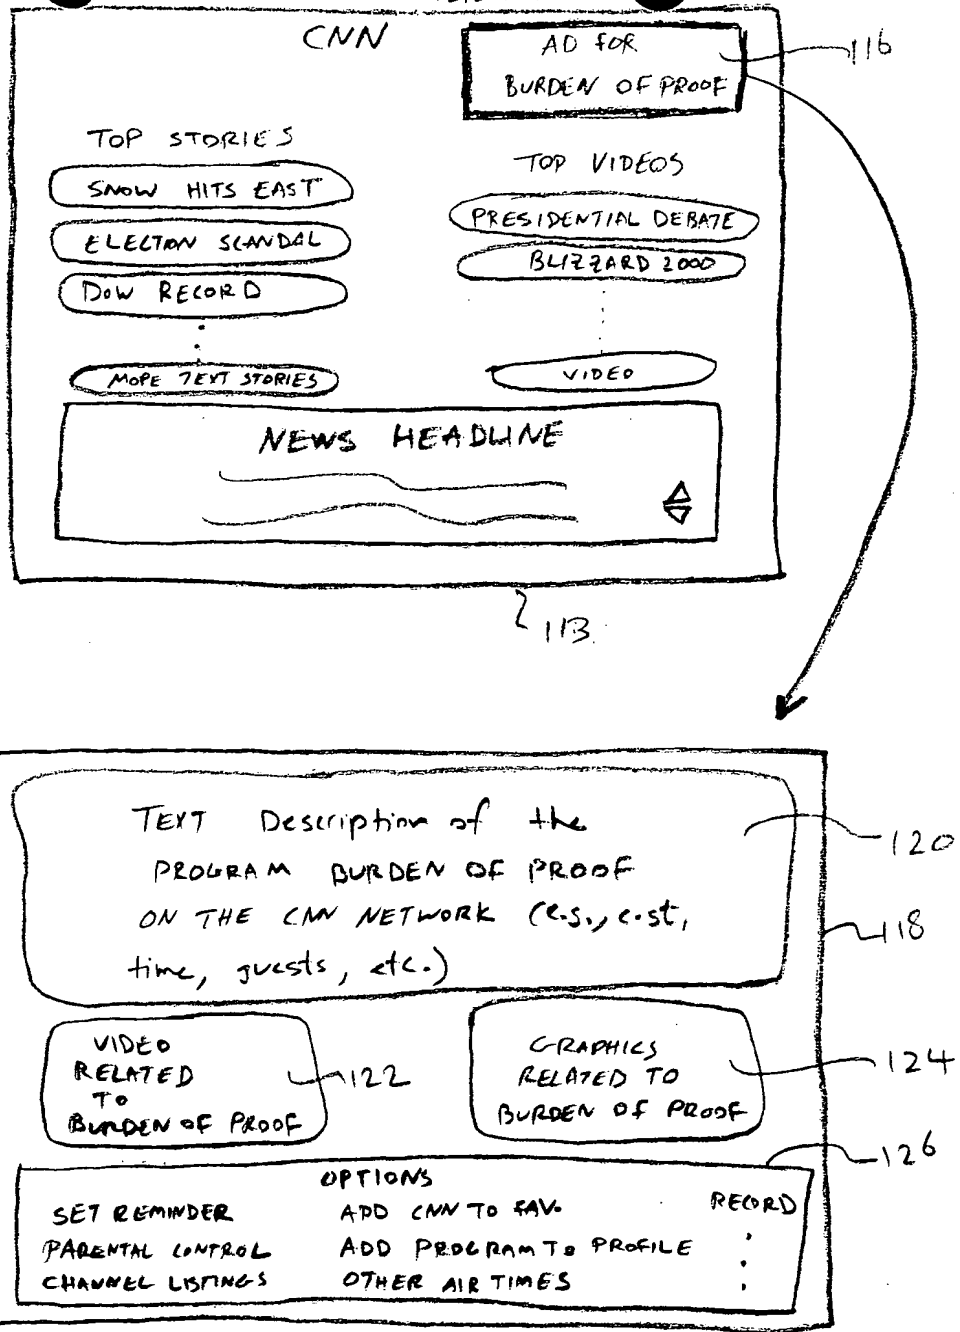 CNN
AD FOR
BURDEN OF PROOF
116
TOP STORIES
SNOW HITS EAST
ELECTION SCANDAL
DOW RECORD
MORE TEXT STORIES
TOP VIDEOS
PRESIDENTIAL DEBATE
BLIZZARD 2000
VIDEO
NEWS HEADLINE
113
TEXT Description of the
PROGRAM BURDEN OF PROOF
ON THE CNN NETWORK (e.g., cast,
time, guests, etc.)
120
118
VIDEO
RELATED
TO
BURDEN OF PROOF
122
GRAPHICS
RELATED TO
BURDEN OF PROOF
124
126
OPTIONS
SET REMINDER ADD CNN TO FAV. RECORD
PARENTAL CONTROL ADD PROGRAM TO PROFILE
CHANNEL LISTINGS OTHER AIR TIMES